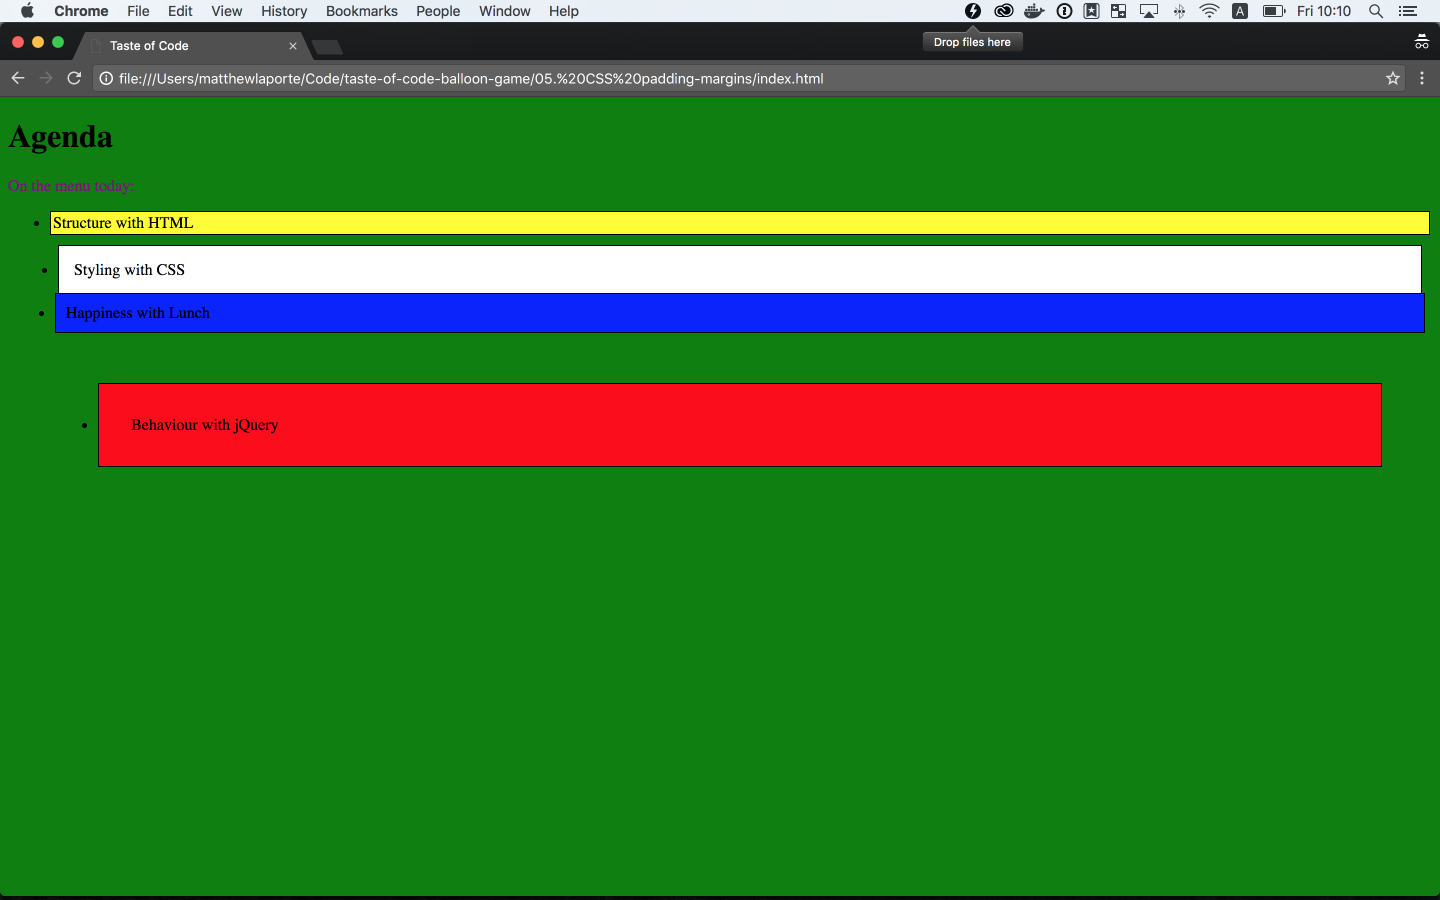 Chrome File Edit View History Bookmarks People Window Help A Fri 10:10
Taste of Code
Drop files here
file:///Users/matthewlaporte/Code/taste-of-code-balloon-game/05.%20CSS%20padding-margins/index.html
Agenda
On the menu today:
Structure with HTML
Styling with CSS
Happiness with Lunch
Behaviour with jQuery